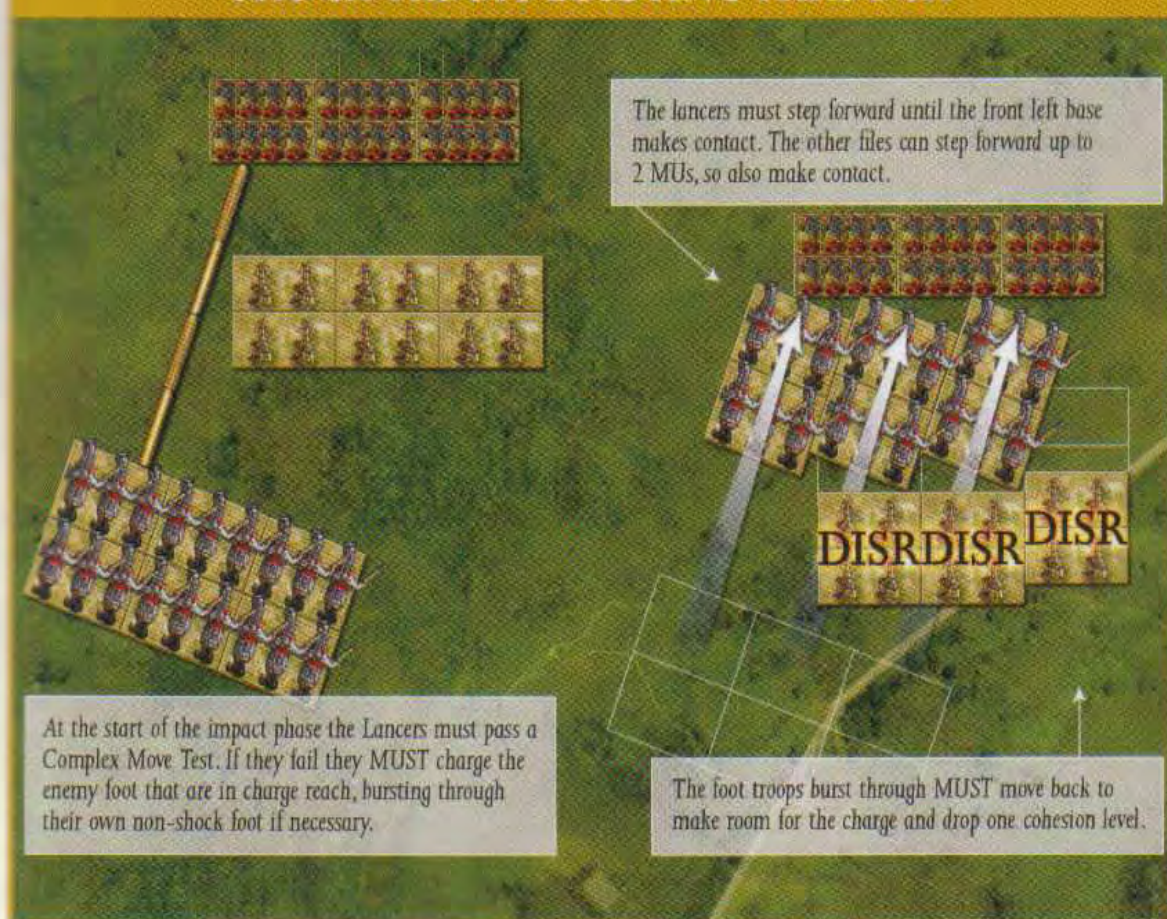 The lancers must step forward until the front left base
makes contact. The other files can step forward up to
2 MUs, so also make contact.
DISR DISR DISR
At the start of the impact phase the Lancers must pass a
Complex Move Test. If they fail they MUST charge the
enemy foot that are in charge reach, bursting through
their own non-shock foot if necessary.
The foot troops burst through MUST move back to
make room for the charge and drop one cohesion level.